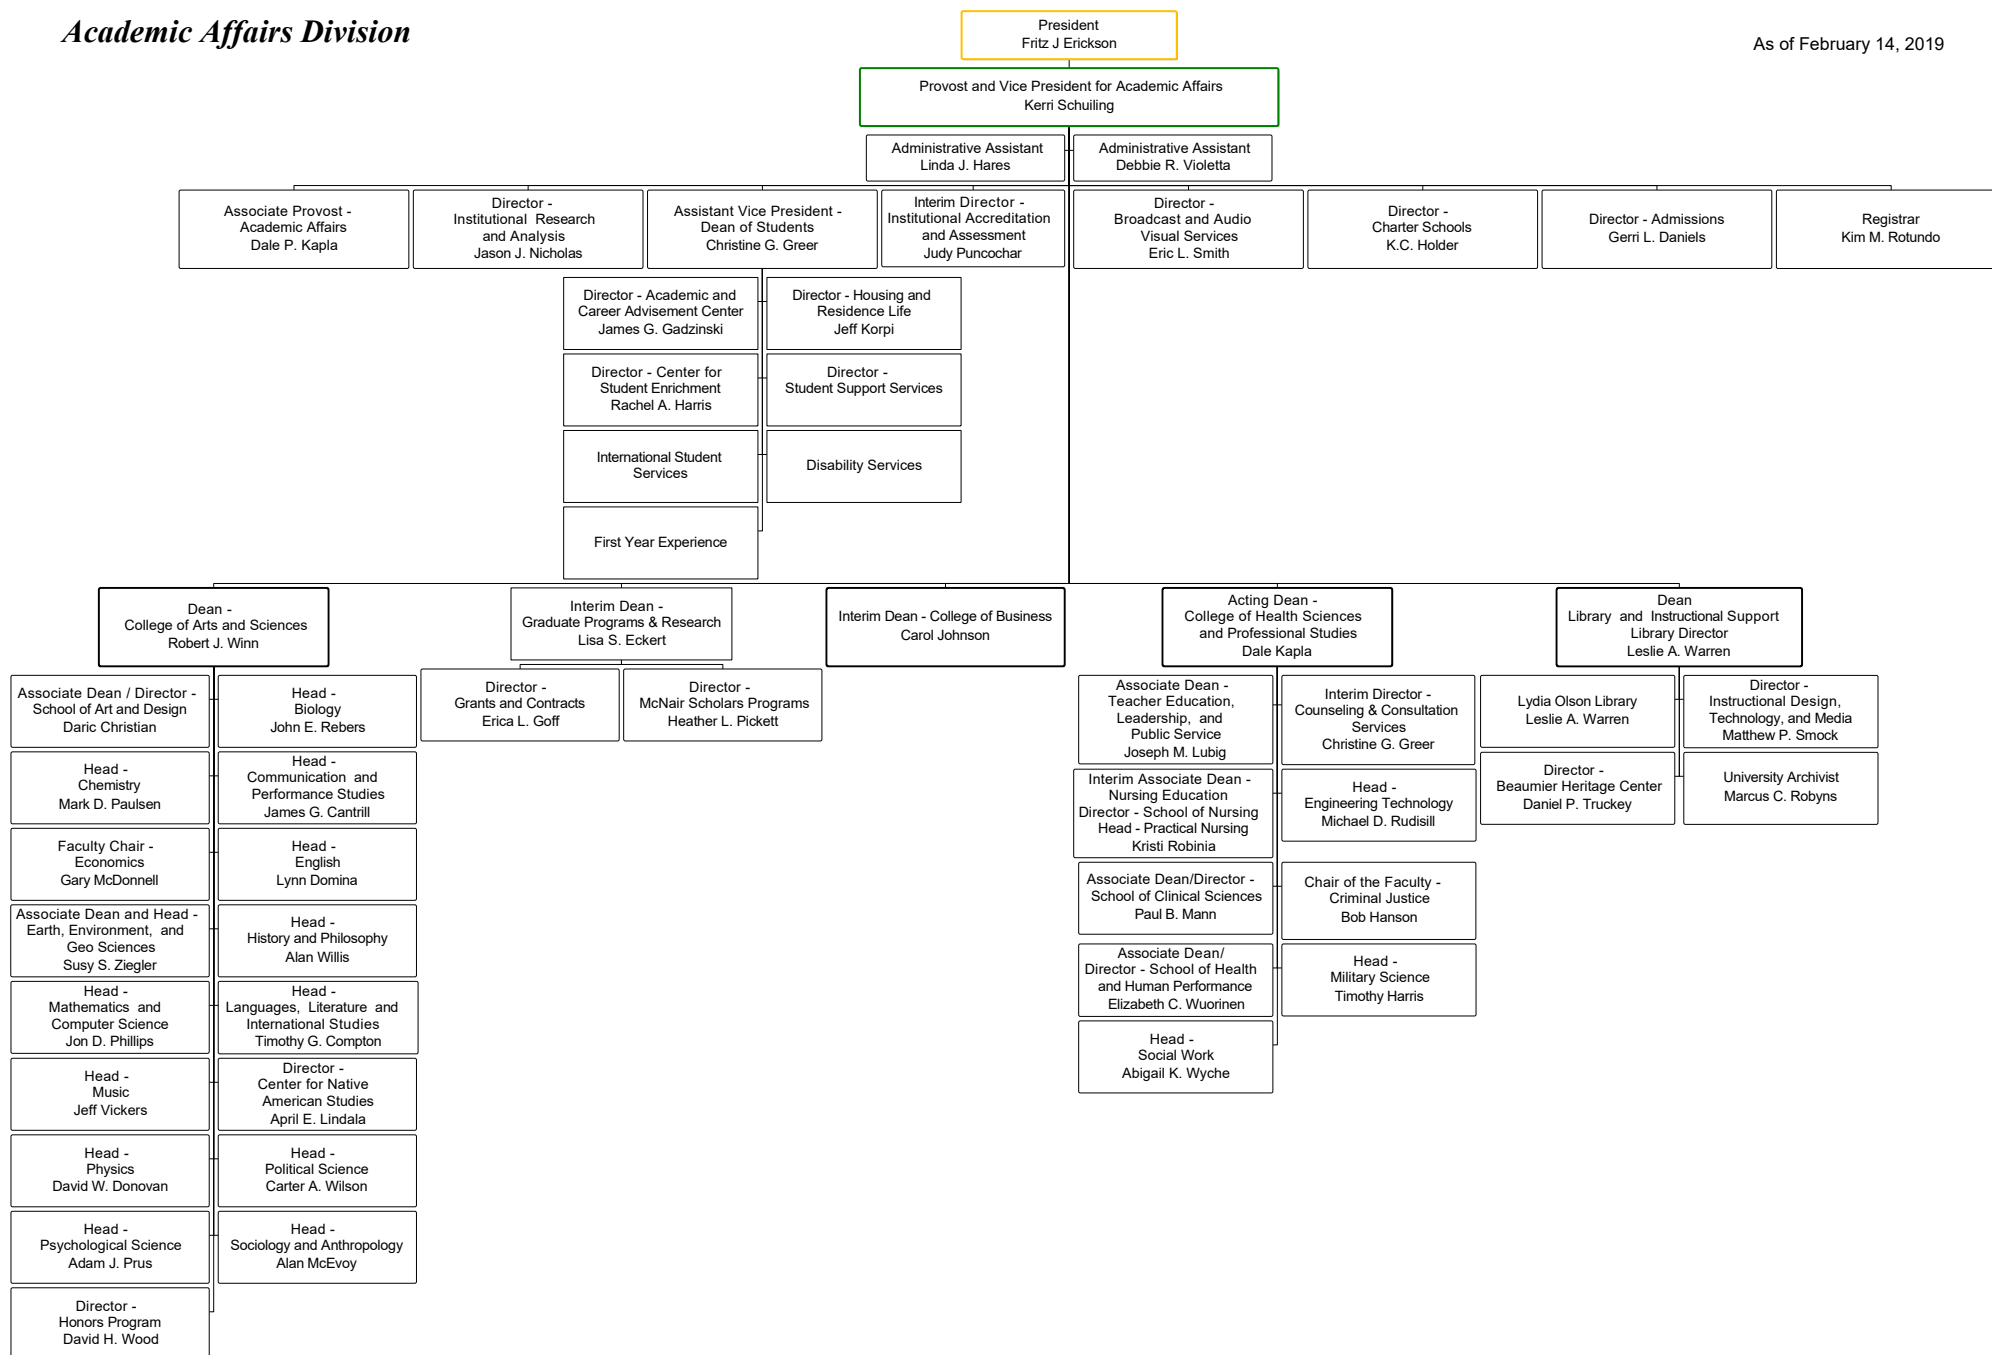 Academic Affairs Division
As of February 14, 2019
President
Fritz J Erickson
Provost and Vice President for Academic Affairs
Kerri Schuiling
Administrative Assistant
Linda J. Hares
Administrative Assistant
Debbie R. Violetta
Associate Provost -
Academic Affairs
Dale P. Kapla
Director -
Institutional Research
and Analysis
Jason J. Nicholas
Assistant Vice President -
Dean of Students
Christine G. Greer
Interim Director -
Institutional Accreditation
and Assessment
Judy Puncochar
Director -
Broadcast and Audio
Visual Services
Eric L. Smith
Director -
Charter Schools
K.C. Holder
Director - Admissions
Gerri L. Daniels
Registrar
Kim M. Rotundo
Director - Academic and
Career Advisement Center
James G. Gadzinski
Director - Housing and
Residence Life
Jeff Korpi
Director - Center for
Student Enrichment
Rachel A. Harris
Director -
Student Support Services
International Student
Services
Disability Services
First Year Experience
Dean -
College of Arts and Sciences
Robert J. Winn
Interim Dean -
Graduate Programs & Research
Lisa S. Eckert
Interim Dean - College of Business
Carol Johnson
Acting Dean -
College of Health Sciences
and Professional Studies
Dale Kapla
Dean
Library and Instructional Support
Library Director
Leslie A. Warren
Associate Dean / Director -
School of Art and Design
Daric Christian
Head -
Biology
John E. Rebers
Head -
Chemistry
Mark D. Paulsen
Head -
Communication and
Performance Studies
James G. Cantrill
Faculty Chair -
Economics
Gary McDonnell
Head -
English
Lynn Domina
Associate Dean and Head -
Earth, Environment, and
Geo Sciences
Susy S. Ziegler
Head -
History and Philosophy
Alan Willis
Head -
Mathematics and
Computer Science
Jon D. Phillips
Head -
Languages, Literature and
International Studies
Timothy G. Compton
Head -
Music
Jeff Vickers
Director -
Center for Native
American Studies
April E. Lindala
Head -
Physics
David W. Donovan
Head -
Political Science
Carter A. Wilson
Head -
Psychological Science
Adam J. Prus
Head -
Sociology and Anthropology
Alan McEvoy
Director -
Honors Program
David H. Wood
Director -
Grants and Contracts
Erica L. Goff
Director -
McNair Scholars Programs
Heather L. Pickett
Associate Dean -
Teacher Education,
Leadership, and
Public Service
Joseph M. Lubig
Interim Director -
Counseling & Consultation
Services
Christine G. Greer
Interim Associate Dean -
Nursing Education
Director - School of Nursing
Head - Practical Nursing
Kristi Robinia
Head -
Engineering Technology
Michael D. Rudisill
Associate Dean/Director -
School of Clinical Sciences
Paul B. Mann
Chair of the Faculty -
Criminal Justice
Bob Hanson
Associate Dean/
Director - School of Health
and Human Performance
Elizabeth C. Wuorinen
Head -
Military Science
Timothy Harris
Head -
Social Work
Abigail K. Wyche
Lydia Olson Library
Leslie A. Warren
Director -
Instructional Design,
Technology, and Media
Matthew P. Smock
Director -
Beaumier Heritage Center
Daniel P. Truckey
University Archivist
Marcus C. Robyns